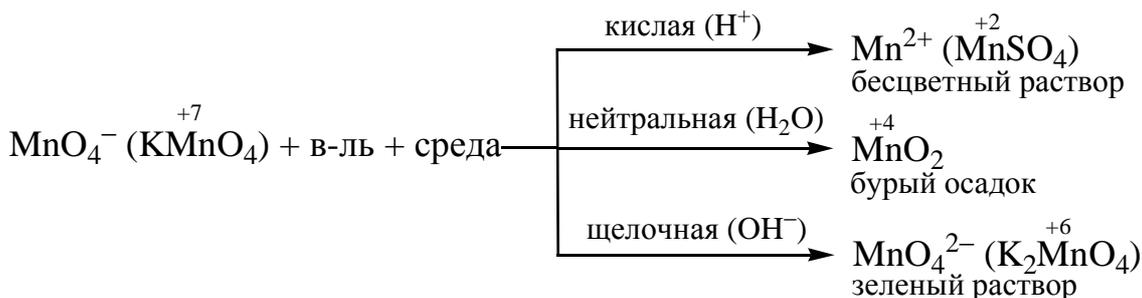 кислая (H⁺)
+2
Mn²⁺ (MnSO₄)
бесцветный раствор
+7
MnO₄⁻ (KMnO₄) + в-ль + среда
нейтральная (H₂O)
+4
MnO₂
бурый осадок
щелочная (OH⁻)
+6
MnO₄²⁻ (K₂MnO₄)
зеленый раствор